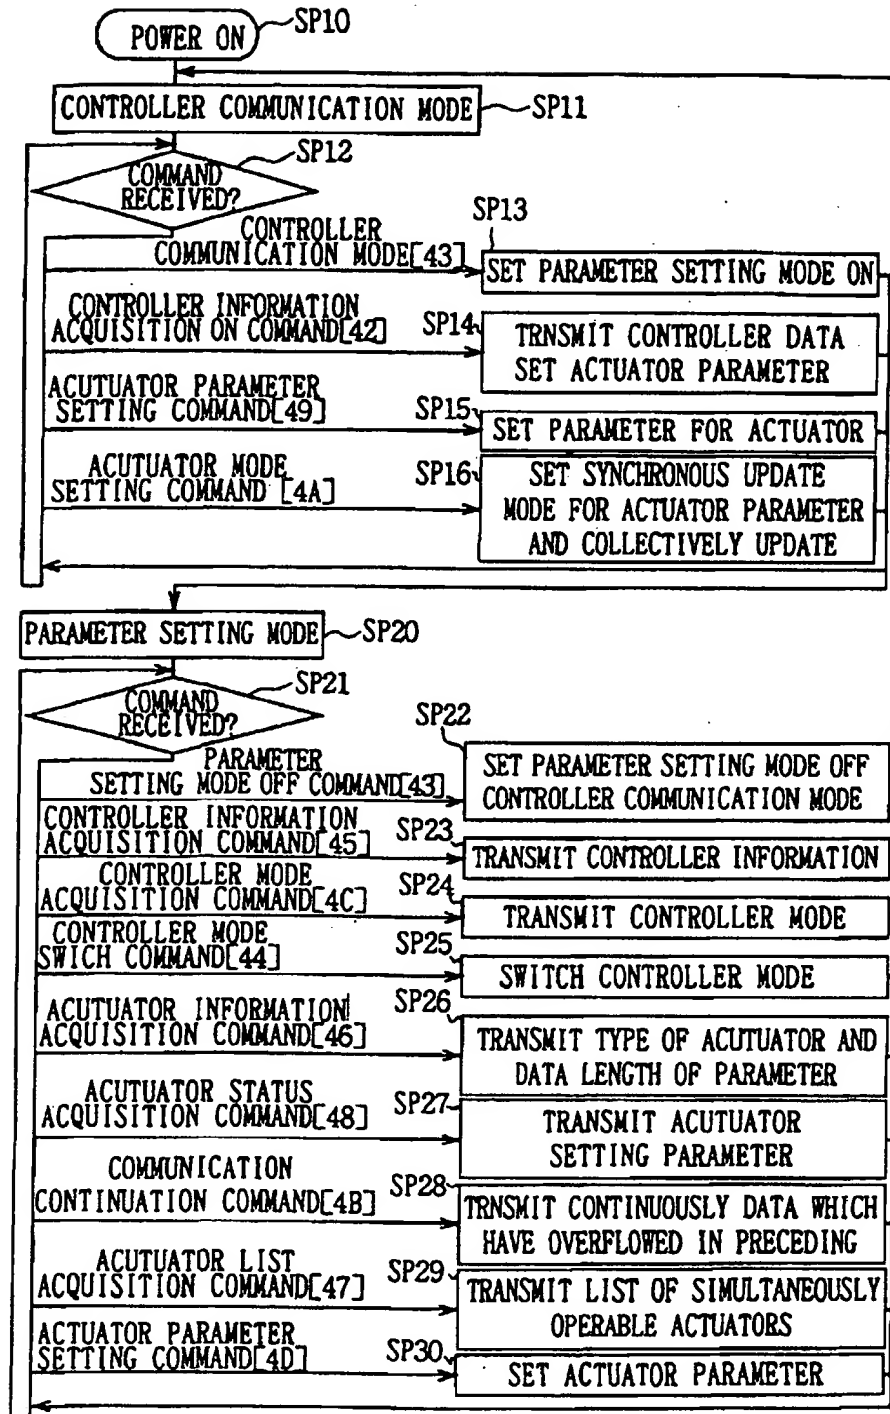 POWER ON
SP10
CONTROLLER COMMUNICATION MODE
SP11
SP12
COMMAND
RECEIVED?
CONTROLLER
COMMUNICATION MODE[43]
SP13
SET PARAMETER SETTING MODE ON
CONTROLLER INFORMATION
ACQUISITION ON COMMAND[42]
SP14
TRNSMIT CONTROLLER DATA
SET ACTUATOR PARAMETER
ACUTUATOR PARAMETER
SETTING COMMAND[49]
SP15
SET PARAMETER FOR ACTUATOR
ACUTUATOR MODE
SETTING COMMAND [4A]
SP16
SET SYNCHRONOUS UPDATE
MODE FOR ACTUATOR PARAMETER
AND COLLECTIVELY UPDATE
PARAMETER SETTING MODE
SP20
SP21
COMMAND
RECEIVED?
PARAMETER
SETTING MODE OFF COMMAND[43]
SP22
SET PARAMETER SETTING MODE OFF
CONTROLLER COMMUNICATION MODE
CONTROLLER INFORMATION
ACQUISITION COMMAND[45]
SP23
TRANSMIT CONTROLLER INFORMATION
CONTROLLER MODE
ACQUISITION COMMAND[4C]
SP24
TRANSMIT CONTROLLER MODE
CONTROLLER MODE
SWICH COMMAND[44]
SP25
SWITCH CONTROLLER MODE
ACUTUATOR INFORMATION
ACQUISITION COMMAND[46]
SP26
TRANSMIT TYPE OF ACUTUATOR AND
DATA LENGTH OF PARAMETER
ACUTUATOR STATUS
ACQUISITION COMMAND[48]
SP27
TRANSMIT ACUTUATOR
SETTING PARAMETER
COMMUNICATION
CONTINUATION COMMAND[4B]
SP28
TRNSMIT CONTINUOUSLY DATA WHICH
HAVE OVERFLOWED IN PRECEDING
ACUTUATOR LIST
ACQUISITION COMMAND[47]
SP29
TRANSMIT LIST OF SIMULTANEOUSLY
OPERABLE ACTUATORS
ACTUATOR PARAMETER
SETTING COMMAND[4D]
SP30
SET ACTUATOR PARAMETER